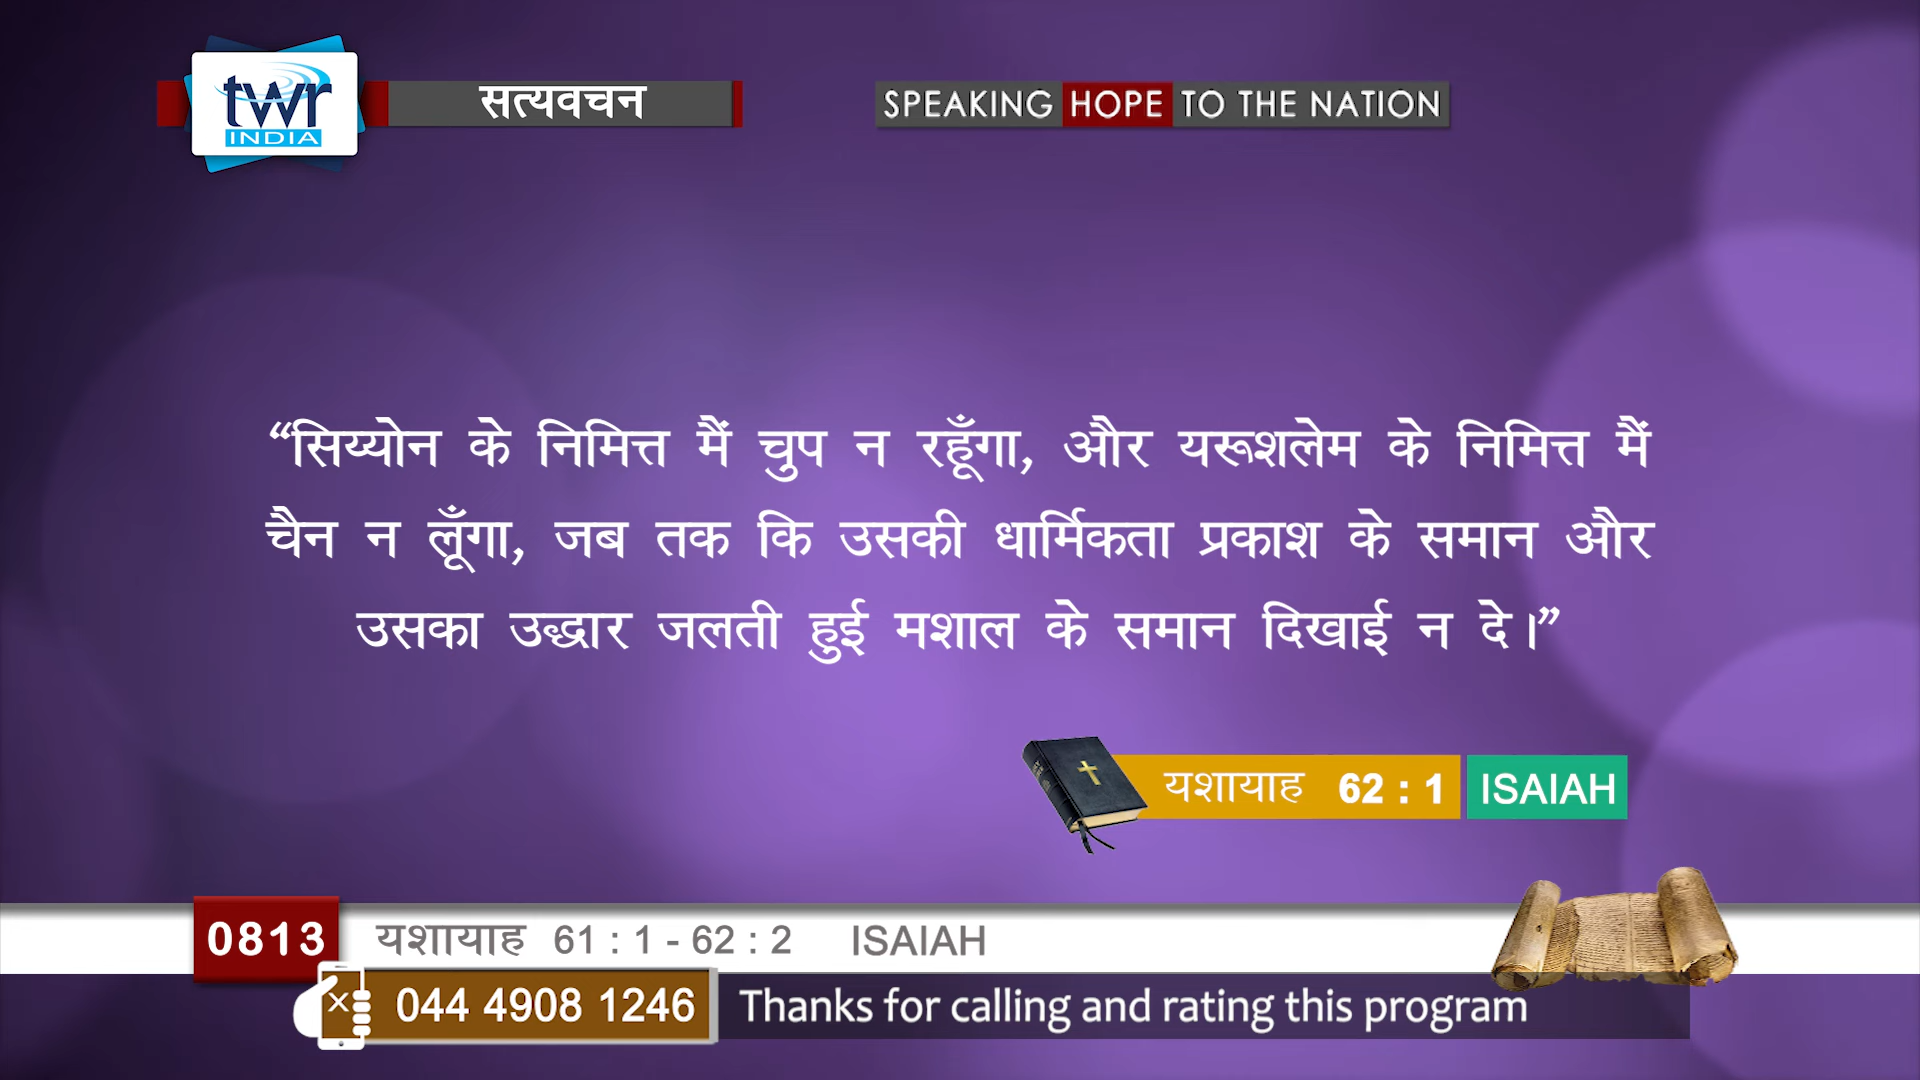 twr
INDIA
सत्यवचन
SPEAKING HOPE TO THE NATION
“सिय्योन के निमित्त मैं चुप न रहूँगा, और यरूशलेम के निमित्त मैं
चैन न लूँगा, जब तक कि उसकी धार्मिकता प्रकाश के समान और
उसका उद्धार जलती हुई मशाल के समान दिखाई न दे।”
यशायाह 62 : 1 ISAIAH
0813 यशायाह 61 : 1 - 62 : 2 ISAIAH
044 4908 1246 Thanks for calling and rating this program